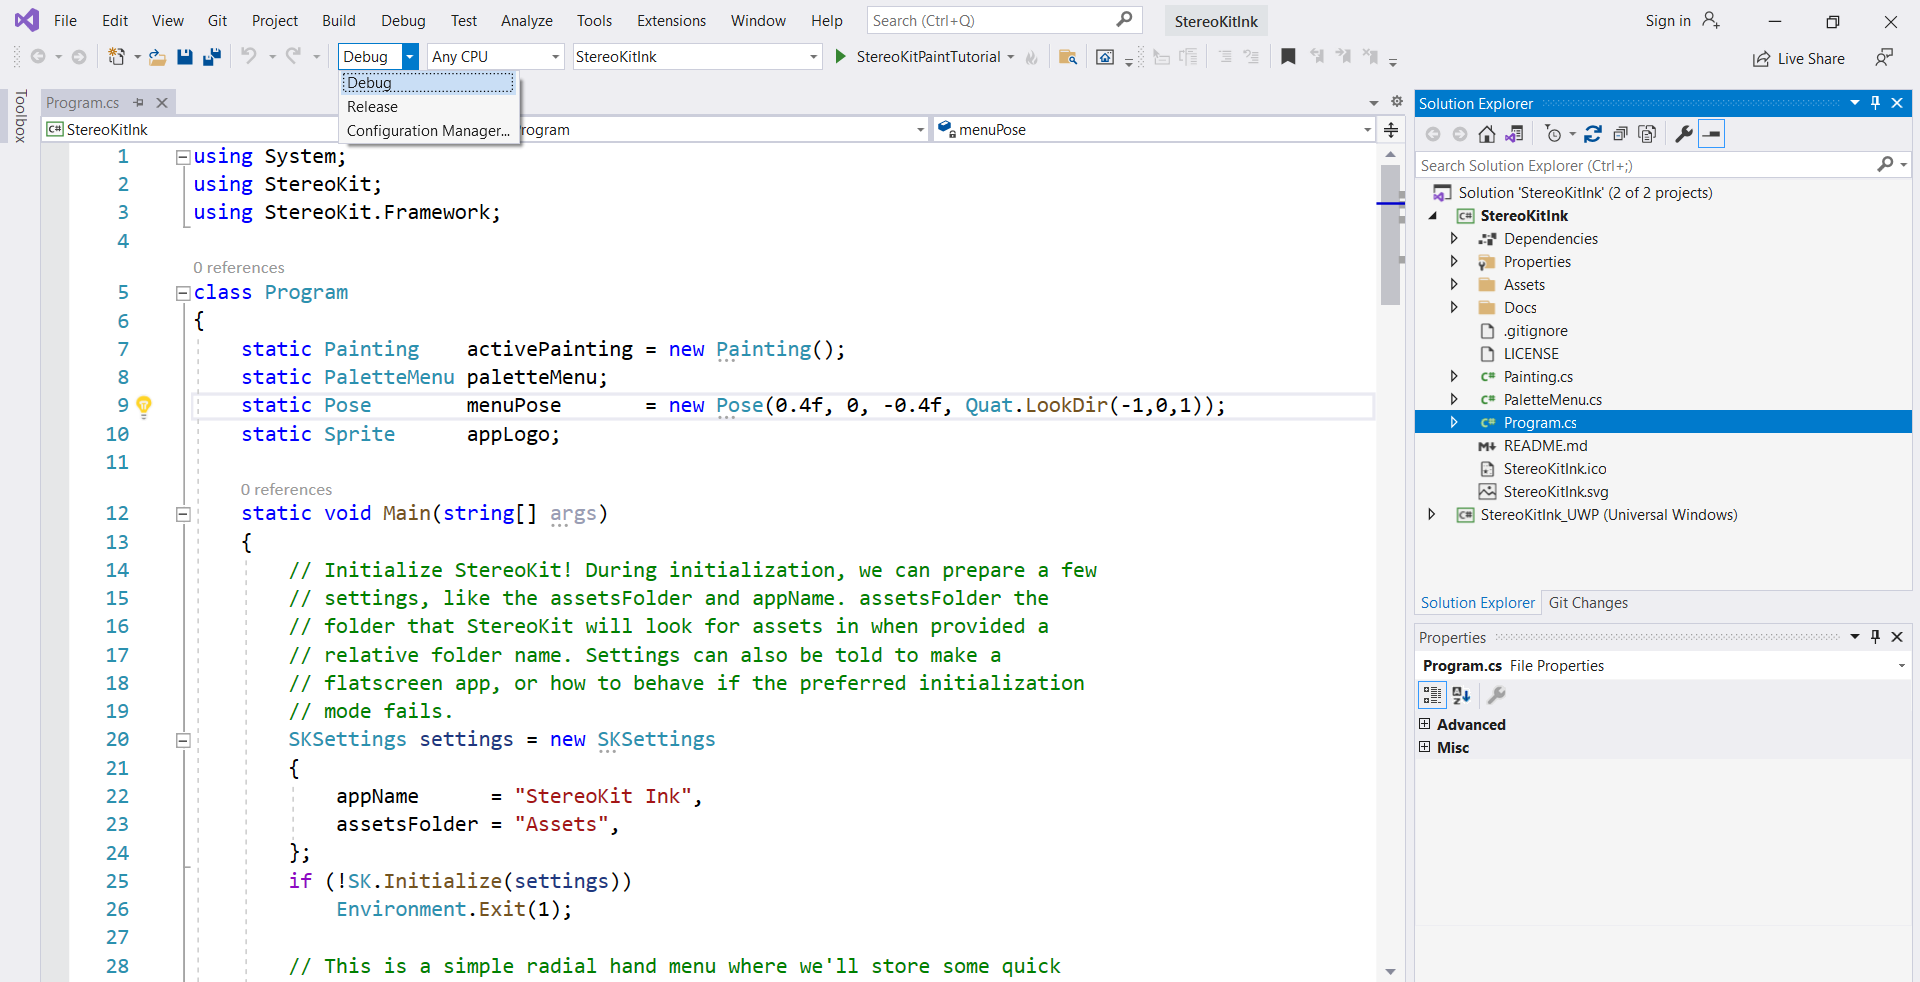 File Edit View Git Project Build Debug Test Analyze Tools Extensions Window Help Search (Ctrl+Q) StereoKitInk Sign in
Debug Any CPU StereoKitInk StereoKitPaintTutorial Live Share
Debug
Release
Configuration Manager...
Toolbox
Program.cs
StereoKitInk rogram menuPose
1 using System;
2 using StereoKit;
3 using StereoKit.Framework;
4
0 references
5 class Program
6 {
7 static Painting activePainting = new Painting();
8 static PaletteMenu paletteMenu;
9 static Pose menuPose = new Pose(0.4f, 0, -0.4f, Quat.LookDir(-1,0,1));
10 static Sprite appLogo;
11
0 references
12 static void Main(string[] args)
13 {
14 // Initialize StereoKit! During initialization, we can prepare a few
15 // settings, like the assetsFolder and appName. assetsFolder the
16 // folder that StereoKit will look for assets in when provided a
17 // relative folder name. Settings can also be told to make a
18 // flatscreen app, or how to behave if the preferred initialization
19 // mode fails.
20 SKSettings settings = new SKSettings
21 {
22 appName = "StereoKit Ink",
23 assetsFolder = "Assets",
24 };
25 if (!SK.Initialize(settings))
26 Environment.Exit(1);
27
28 // This is a simple radial hand menu where we'll store some quick
Solution Explorer
Search Solution Explorer (Ctrl+;)
Solution 'StereoKitInk' (2 of 2 projects)
C# StereoKitInk
Dependencies
Properties
Assets
Docs
.gitignore
LICENSE
C# Painting.cs
C# PaletteMenu.cs
C# Program.cs
M README.md
StereoKitInk.ico
StereoKitInk.svg
C# StereoKitInk_UWP (Universal Windows)
Solution Explorer Git Changes
Properties
Program.cs File Properties
Advanced
Misc